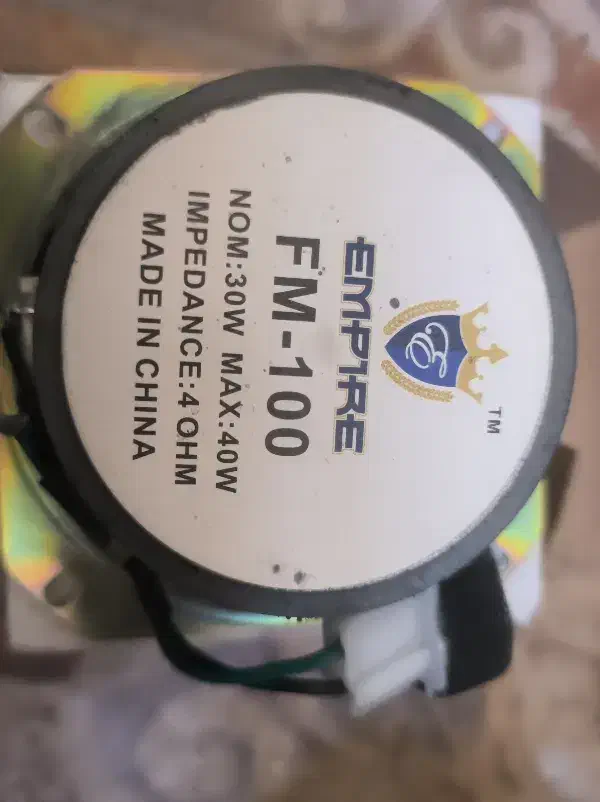 E
TM
EMPIRE
FM-100
NOM:30W MAX:40W
IMPEDANCE:4 OHM
MADE IN CHINA